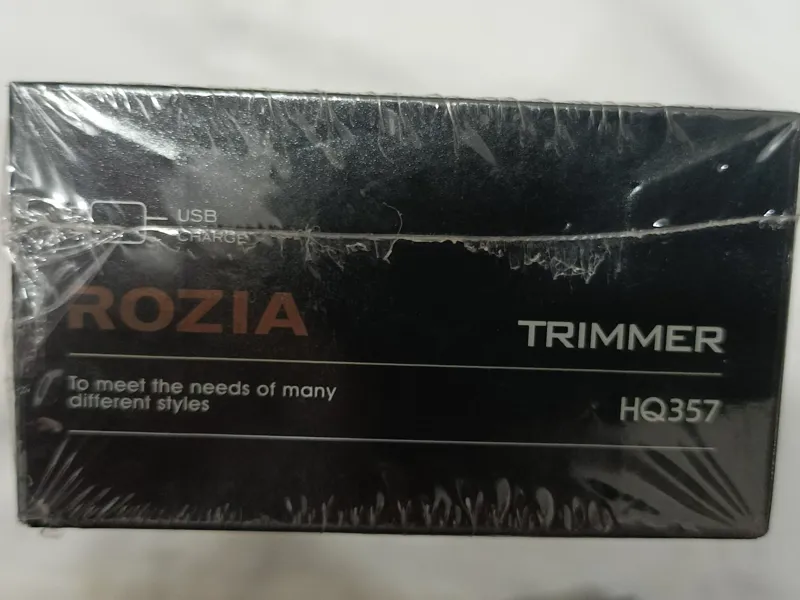 USB
CHARGE
ROZIA
TRIMMER
To meet the needs of many
different styles
HQ357